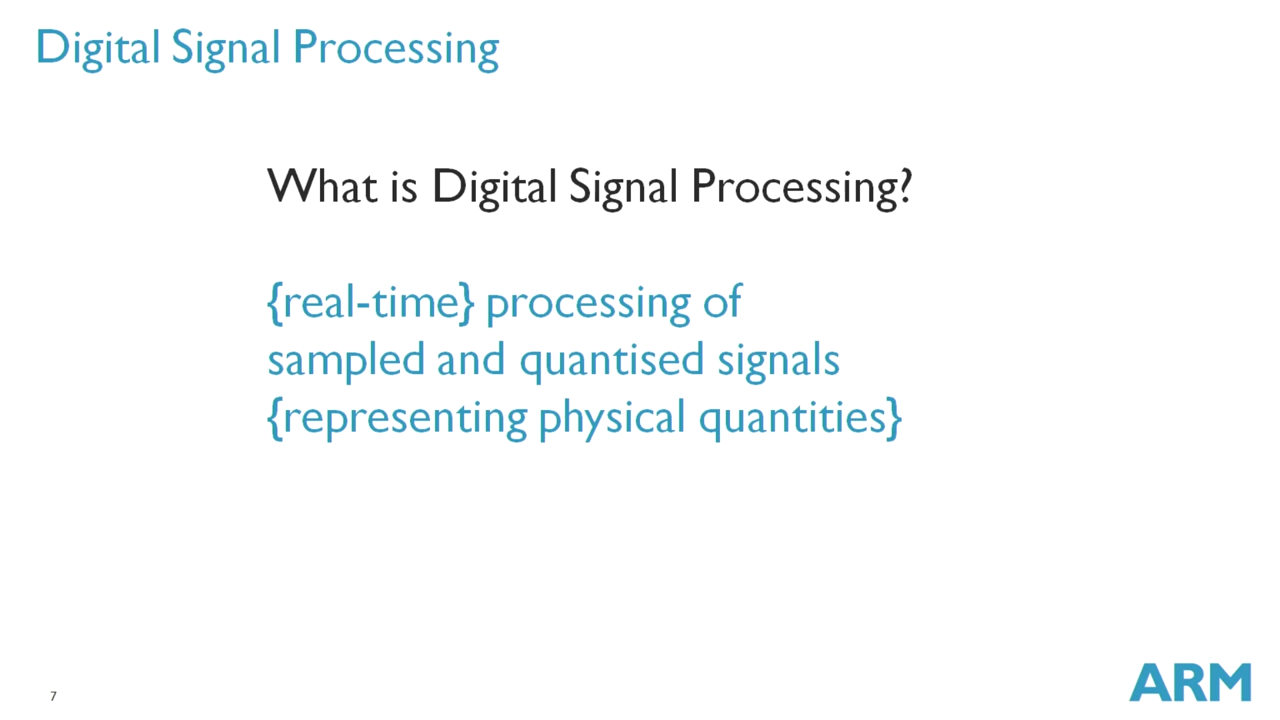 Digital Signal Processing
What is Digital Signal Processing?
{real-time} processing of
sampled and quantised signals
{representing physical quantities}
7
ARM